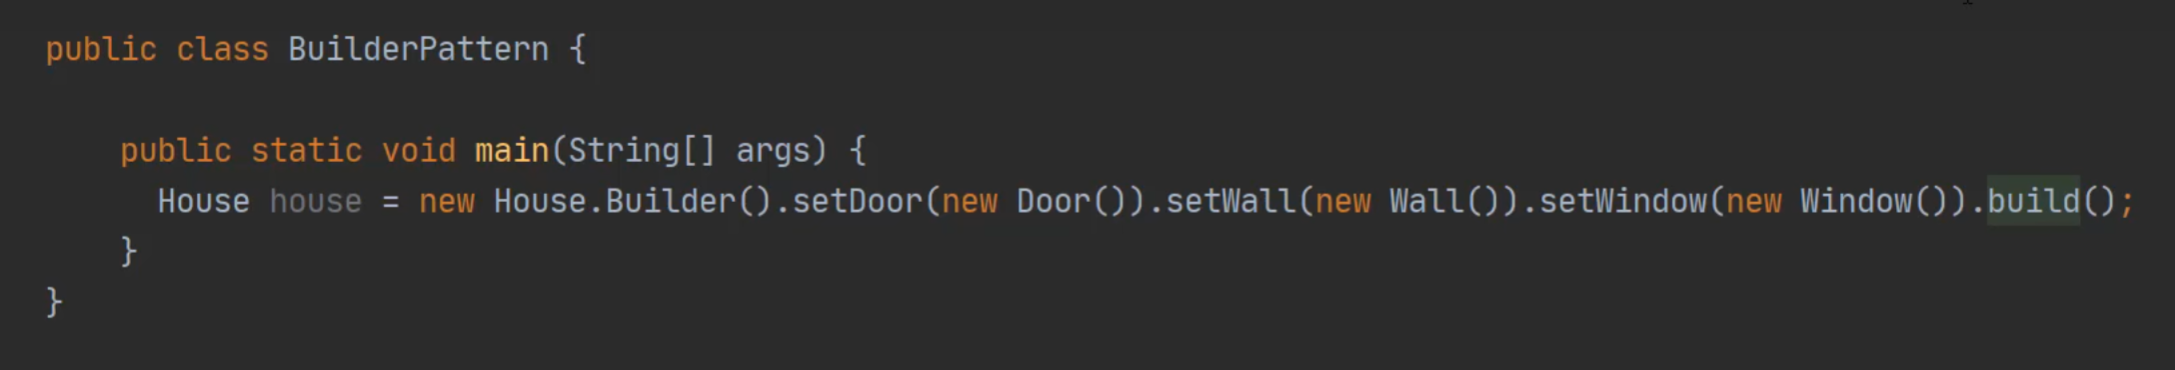 public class BuilderPattern {
public static void main(String[] args) {
House house = new House.Builder().setDoor(new Door()).setWall(new Wall()).setWindow(new Window()).build();
}
}